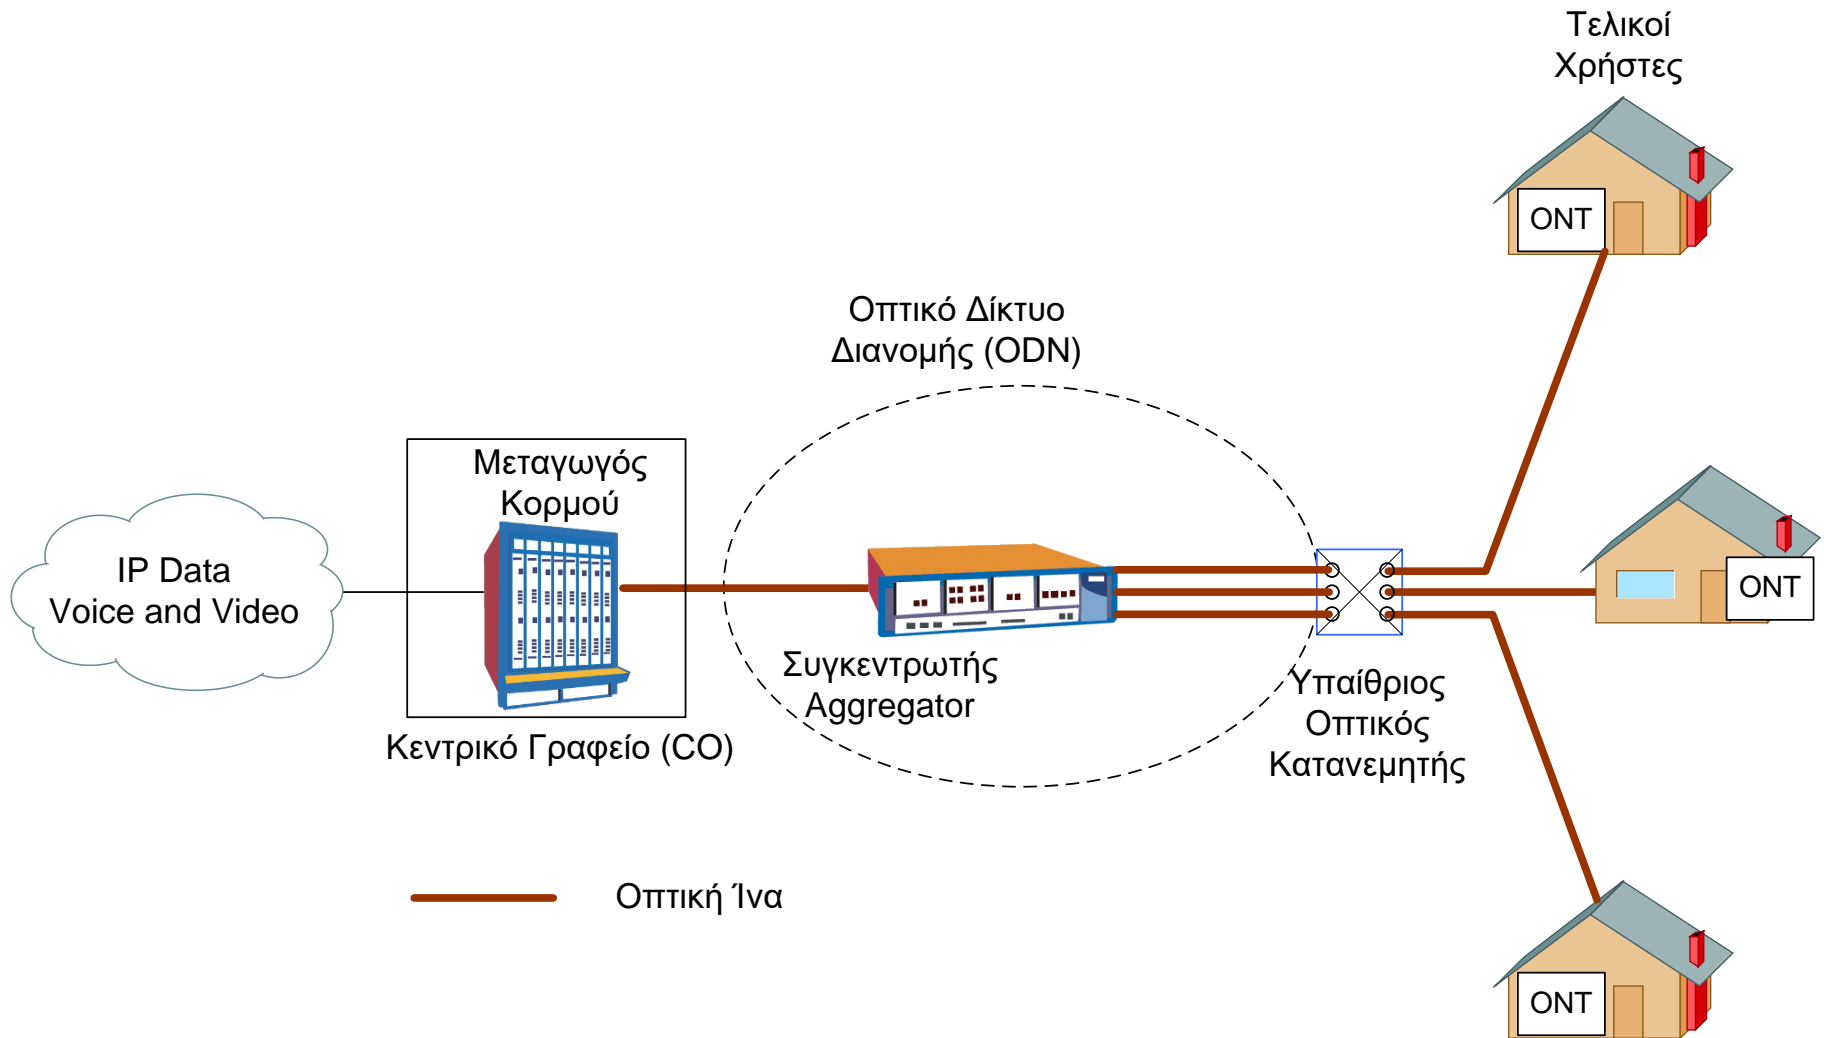 Τελικοί
Χρήστες
ONT
Οπτικό Δίκτυο
Διανομής (ODN)
Μεταγωγός
Κορμού
IP Data
Voice and Video
ONT
Συγκεντρωτής
Aggregator
Υπαίθριος
Οπτικός
Κατανεμητής
Κεντρικό Γραφείο (CO)
Οπτική Ίνα
ONT